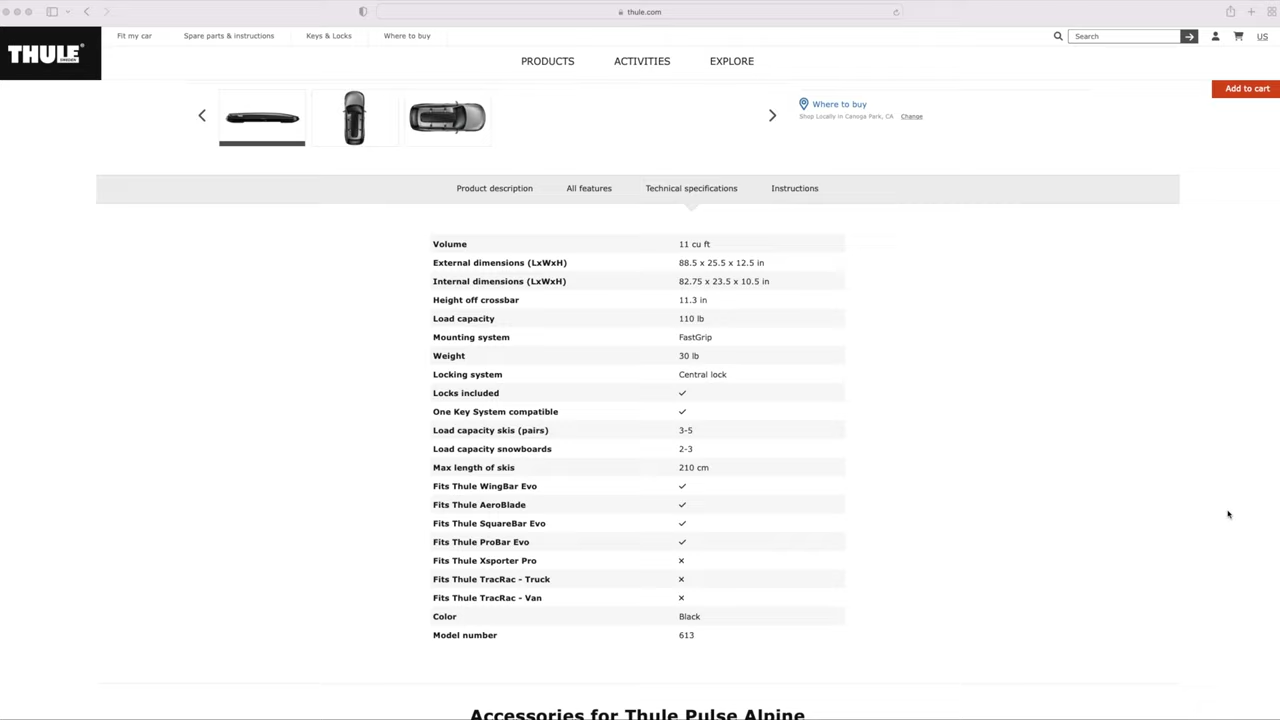 thule.com
Fit my car Spare parts & instructions Keys & Locks Where to buy Search US
THULE
SWEDEN
PRODUCTS ACTIVITIES EXPLORE
Add to cart
Where to buy
Shop Locally in Canoga Park, CA Change
Product description All features Technical specifications Instructions
Volume 11 cu ft
External dimensions (LxWxH) 88.5 x 25.5 x 12.5 in
Internal dimensions (LxWxH) 82.75 x 23.5 x 10.5 in
Height off crossbar 11.3 in
Load capacity 110 lb
Mounting system FastGrip
Weight 30 lb
Locking system Central lock
Locks included ✓
One Key System compatible ✓
Load capacity skis (pairs) 3-5
Load capacity snowboards 2-3
Max length of skis 210 cm
Fits Thule WingBar Evo ✓
Fits Thule AeroBlade ✓
Fits Thule SquareBar Evo ✓
Fits Thule ProBar Evo ✓
Fits Thule Xsporter Pro ✕
Fits Thule TracRac - Truck ✕
Fits Thule TracRac - Van ✕
Color Black
Model number 613
Accessories for Thule Pulse Alpine